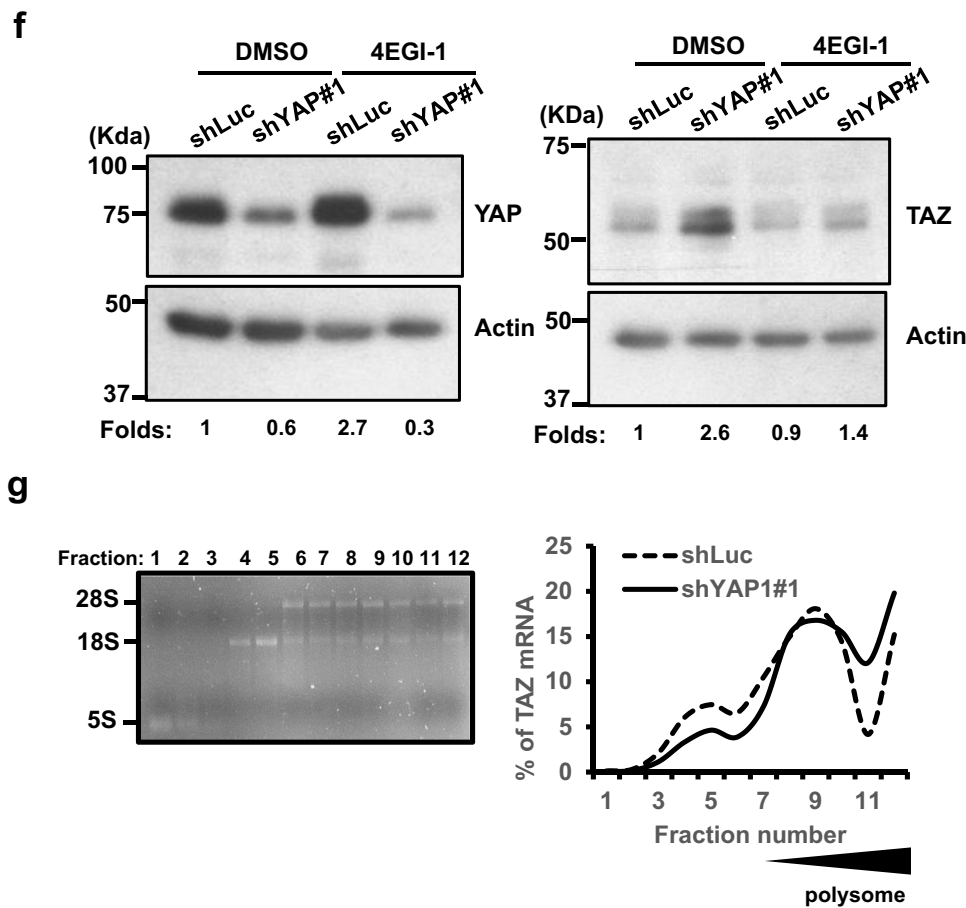 f
DMSO 4EGI-1
shLuc shYAP#1 shLuc shYAP#1
(Kda)
100
75
YAP
50
Actin
37
Folds: 1 0.6 2.7 0.3
DMSO 4EGI-1
shLuc shYAP#1 shLuc shYAP#1
(KDa)
75
TAZ
50
50
Actin
37
Folds: 1 2.6 0.9 1.4
g
Fraction: 1 2 3 4 5 6 7 8 9 10 11 12
28S
18S
5S
% of TAZ mRNA
25
20
15
10
5
0
shLuc
shYAP1#1
1 3 5 7 9 11
Fraction number
polysome